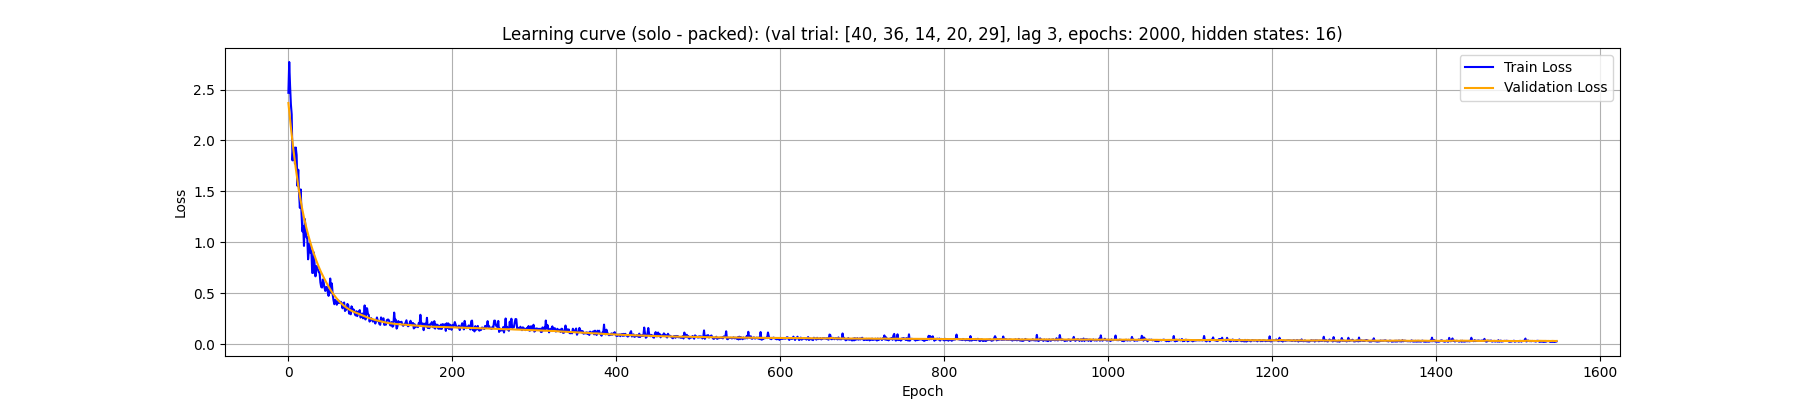 Learning curve (solo - packed): (val trial: [40, 36, 14, 20, 29], lag 3, epochs: 2000, hidden states: 16)
Train Loss
Validation Loss
2.5
2.0
1.5
1.0
0.5
0.0
Loss
0 200 400 600 800 1000 1200 1400 1600
Epoch